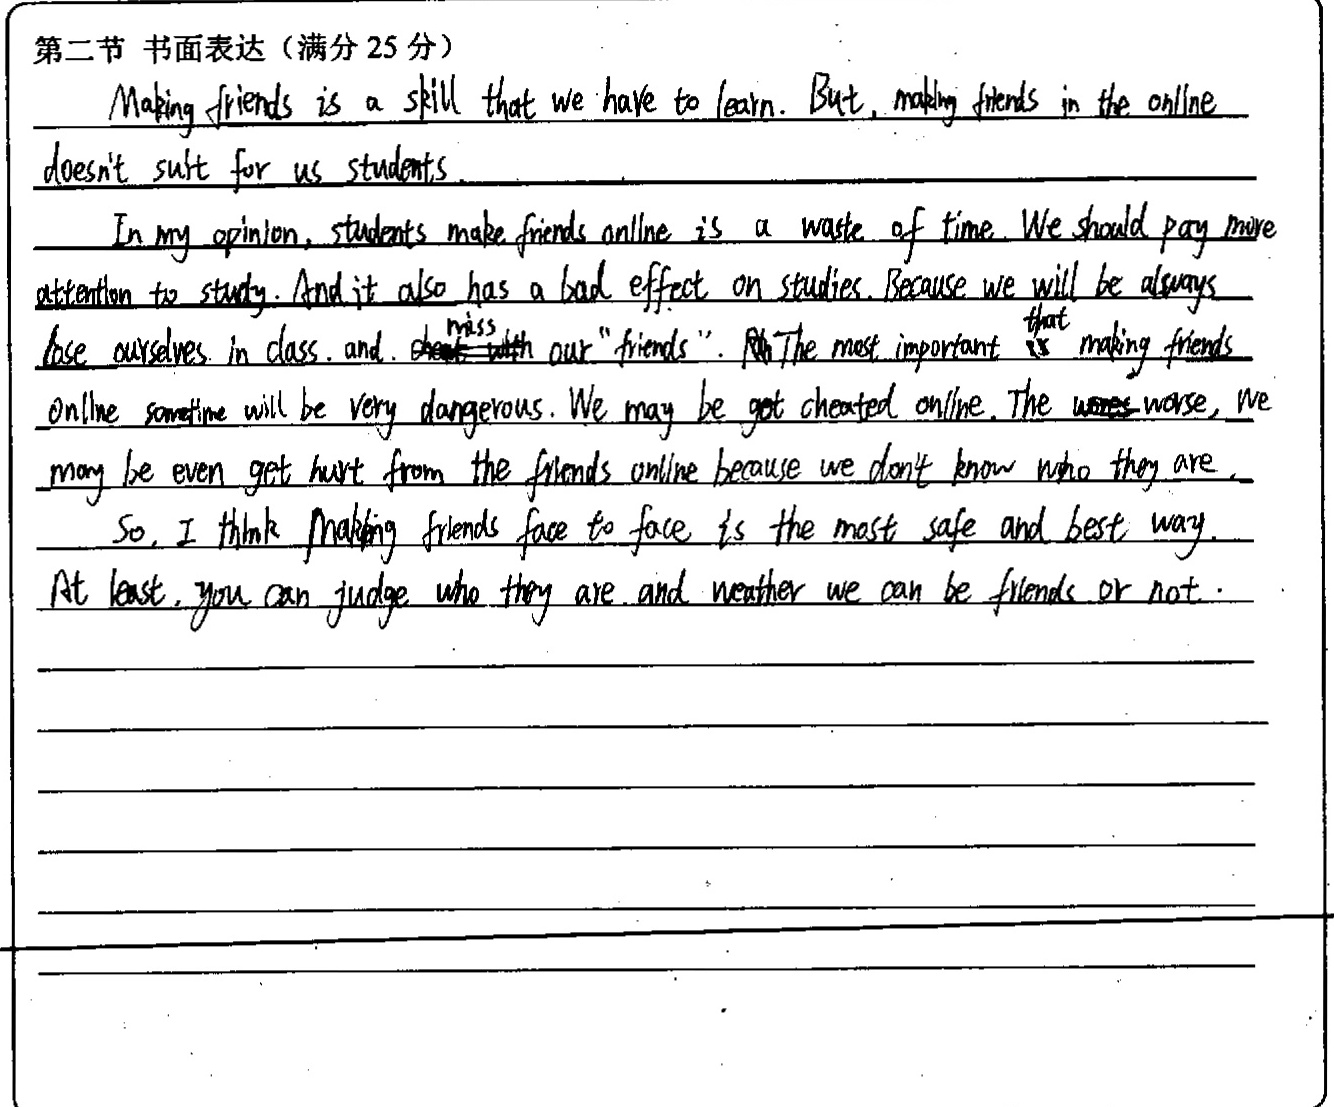 第二节 书面表达（满分 25 分）
Making friends is a skill that we have to learn. But, making friends in the online
doesn't suit for us students.
In my opinion, students make friends online is a waste of time. We should pay more
attention to study. And it also has a bad effect on studies. Because we will be always
lose ourselves in class. and. miss our "friends". The most important that making friends
online sometime will be very dangerous. We may be got cheated online. The worse, we
may be even get hurt from the friends online because we don't know who they are.
So, I think making friends face to face is the most safe and best way.
At least, you can judge who they are and weather we can be friends or not.